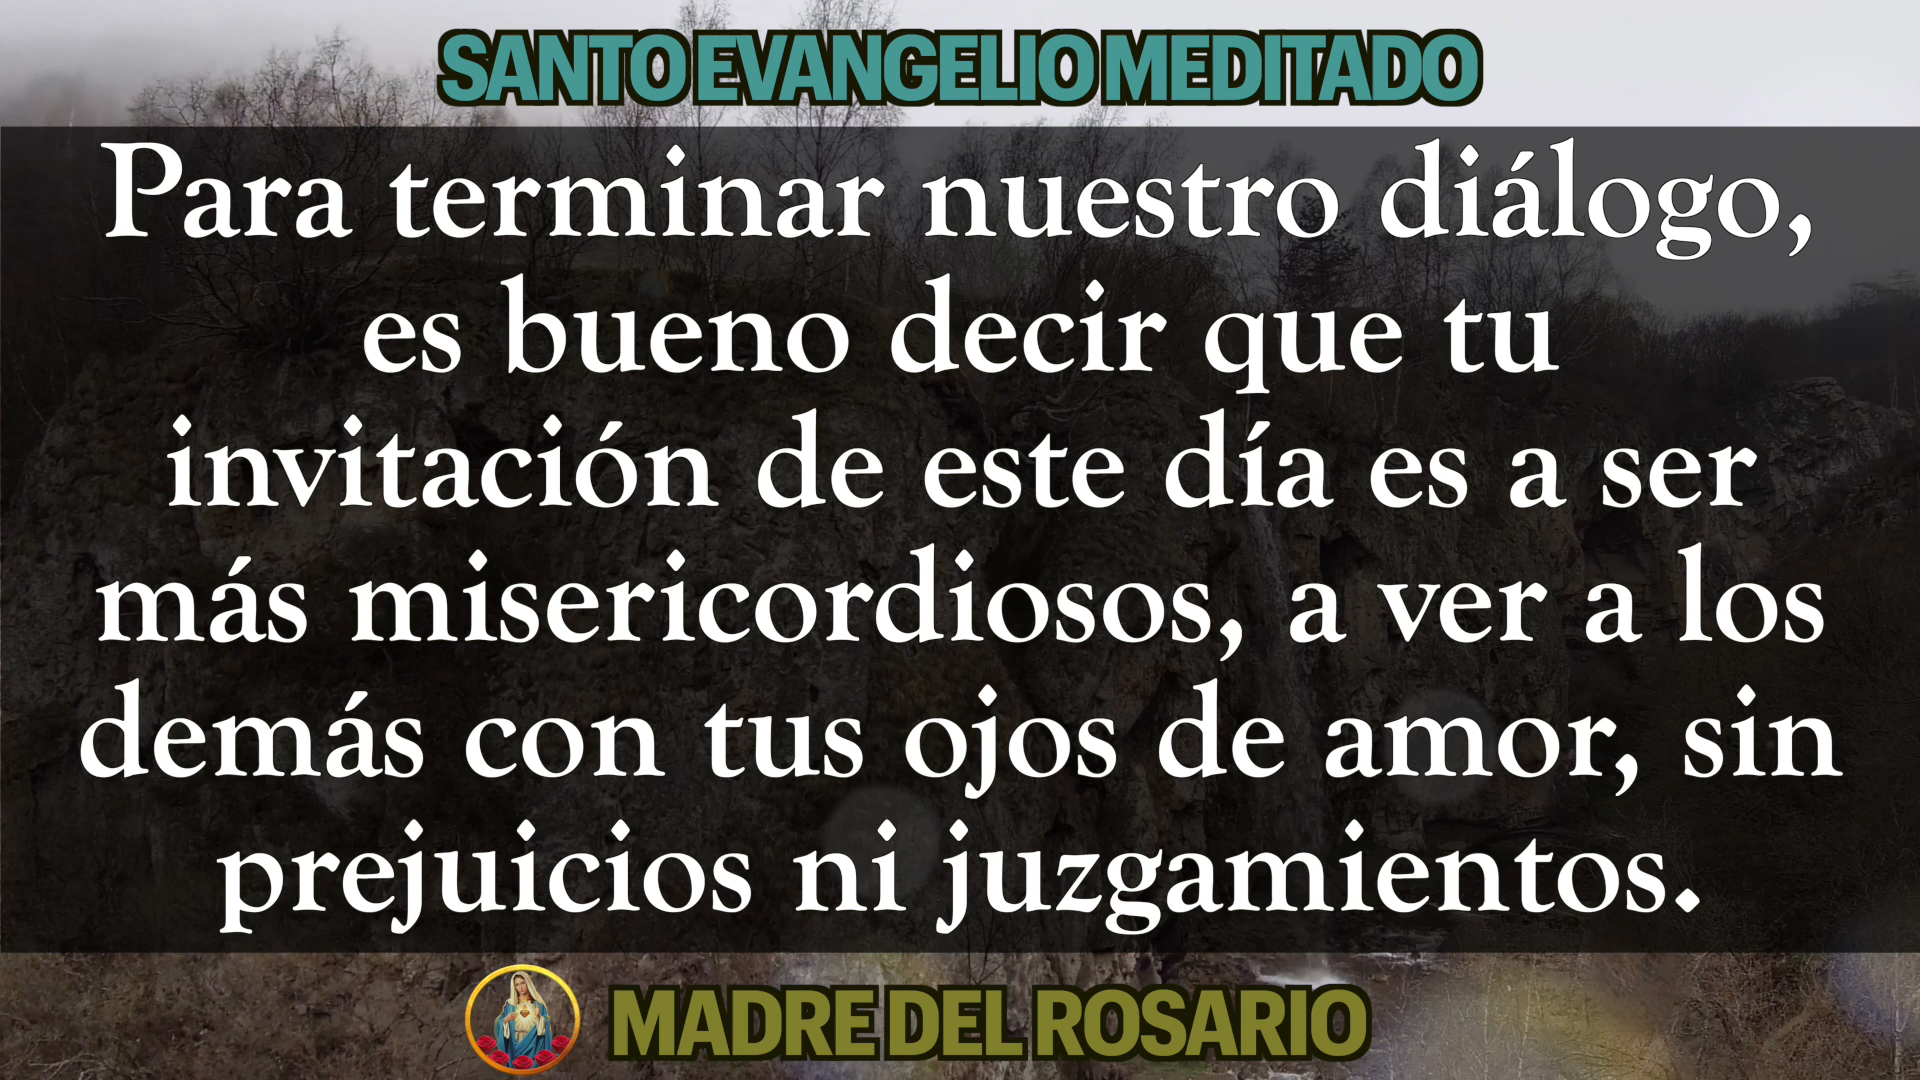 SANTO EVANGELIO MEDITADO
Para terminar nuestro diálogo,
es bueno decir que tu
invitación de este día es a ser
más misericordiosos, a ver a los
demás con tus ojos de amor, sin
prejuicios ni juzgamientos.
MADRE DEL ROSARIO